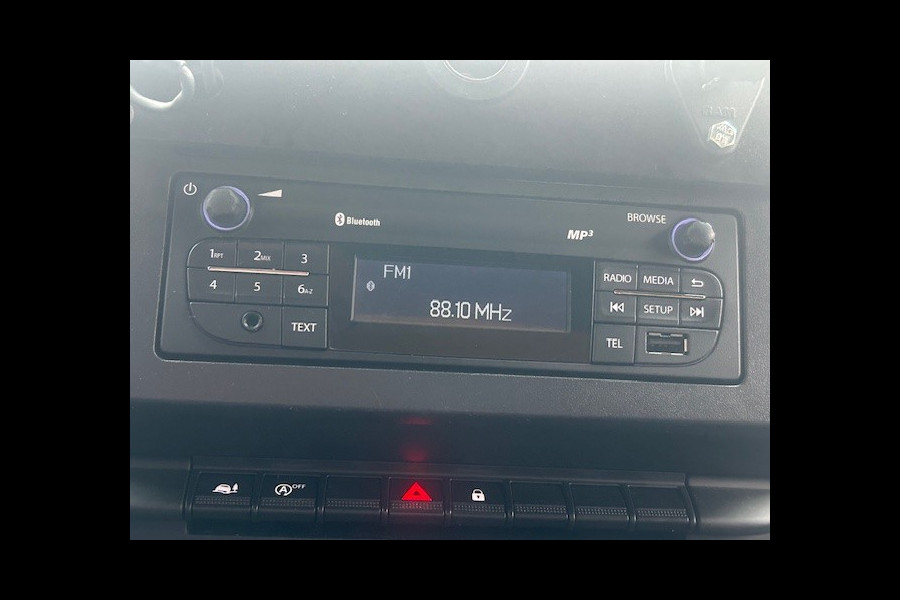 Bluetooth
MP3
BROWSE
1RPT 2MIX 3
4 5 6A-Z
TEXT
FM1
88.10 MHz
RADIO MEDIA
SETUP
TEL
A OFF